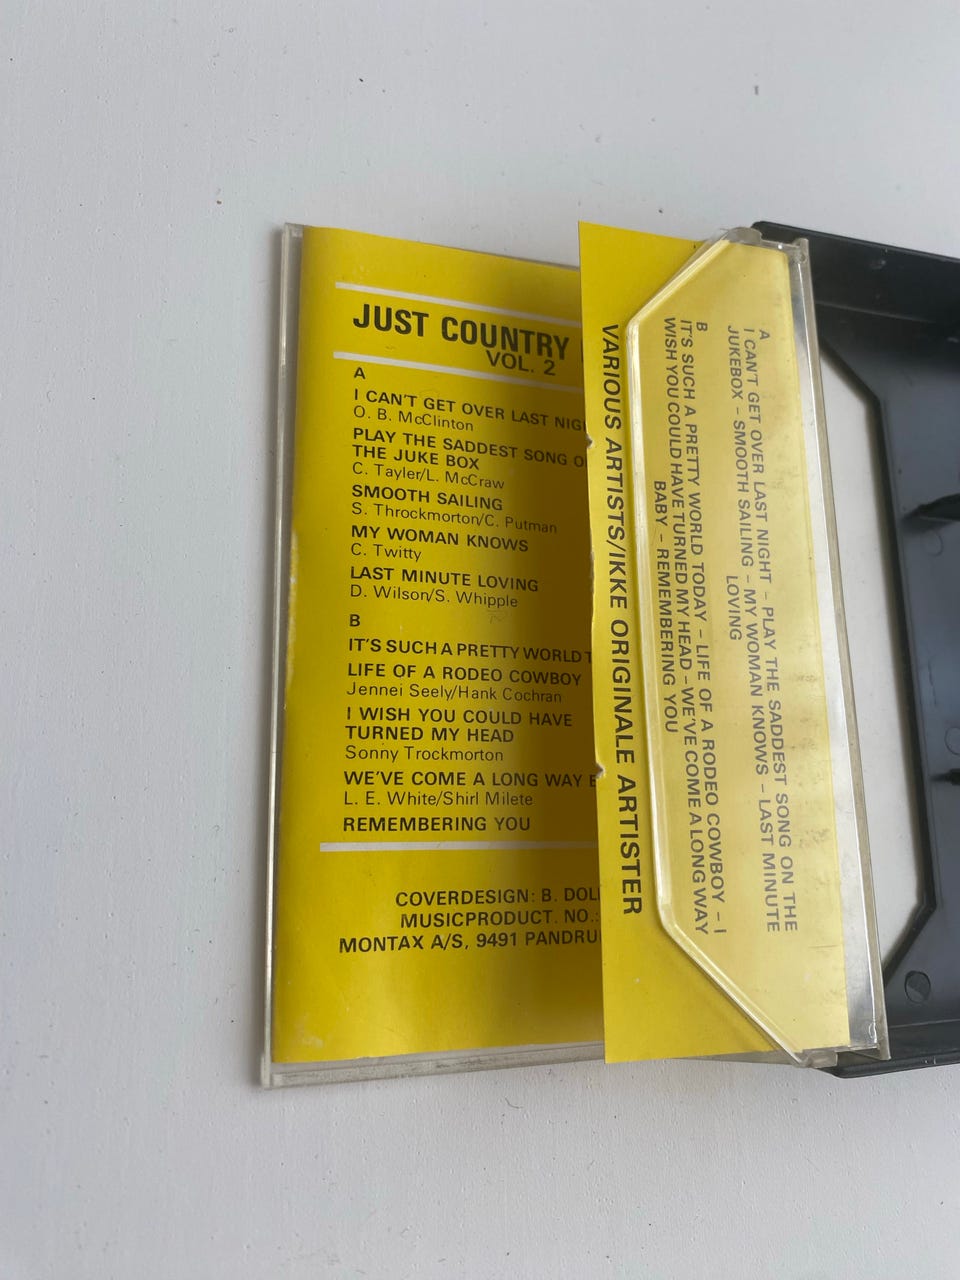 JUST COUNTRY
VOL. 2
A
I CAN'T GET OVER LAST
O. B. McClinton
PLAY THE SADDEST SONG
THE JUKE BOX
C. Tayler/L. McCraw
SMOOTH SAILING
S. Throckmorton/C. Putman
MY WOMAN KNOWS
C. Twitty
LAST MINUTE LOVING
D. Wilson/S. Whipple
B
IT'S SUCH A PRETTY WORLD
LIFE OF A RODEO COWBOY
Jennei Seely/Hank Cochran
I WISH YOU COULD HAVE
TURNED MY HEAD
Sonny Trockmorton
WE'VE COME A LONG WAY
L. E. White/Shirl Milete
REMEMBERING YOU
COVERDESIGN: B.
MUSICPRODUCT. NO.:
MONTAX A/S, 9491
VARIOUS ARTISTS/IKKE ORIGINALE ARTISTER
A
I CAN'T GET OVER LAST NIGHT – PLAY THE SADDEST SONG ON THE
JUKEBOX – SMOOTH SAILING – MY WOMAN KNOWS – LAST MINUTE
LOVING
B
IT'S SUCH A PRETTY WORLD TODAY – LIFE OF A RODEO COWBOY – I
WISH YOU COULD HAVE TURNED MY HEAD – WE'VE COME A LONG WAY
BABY – REMEMBERING YOU